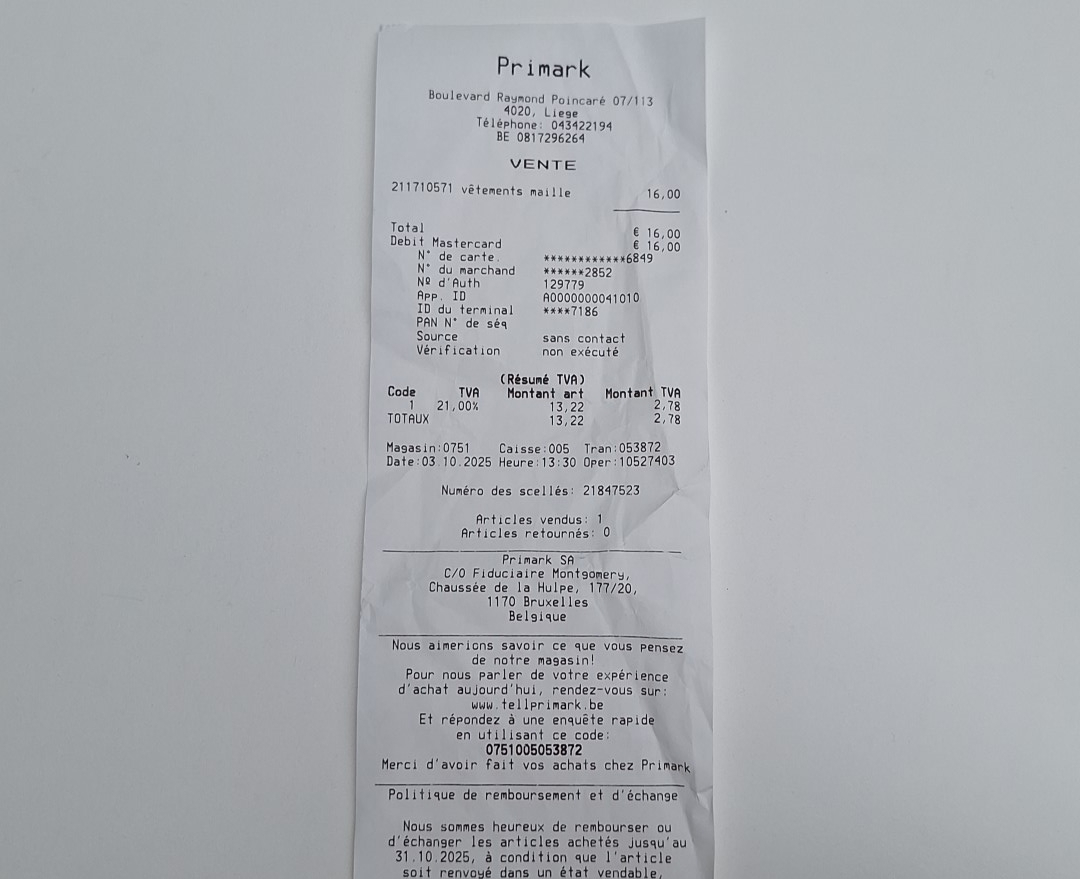 Primark
Boulevard Raymond Poincaré 07/113
4020, Liege
Téléphone: 043422194
BE 0817296264
VENTE
211710571 vêtements maille 16,00
Total € 16,00
Debit Mastercard € 16,00
N° de carte. ************6849
N° du marchand ******2852
Nº d'Auth 129779
App. ID A0000000041010
ID du terminal ****7186
PAN N° de séq
Source sans contact
Vérification non exécuté
(Résumé TVA)
Code TVA Montant art Montant TVA
1 21,00% 13,22 2,78
TOTAUX 13,22 2,78
Magasin:0751 Caisse:005 Tran:053872
Date:03.10.2025 Heure:13:30 Oper:10527403
Numéro des scellés: 21847523
Articles vendus: 1
Articles retournés: 0
Primark SA
C/O Fiduciaire Montgomery,
Chaussée de la Hulpe, 177/20,
1170 Bruxelles
Belgique
Nous aimerions savoir ce que vous pensez
de notre magasin!
Pour nous parler de votre expérience
d'achat aujourd'hui, rendez-vous sur:
www.tellprimark.be
Et répondez à une enquête rapide
en utilisant ce code:
0751005053872
Merci d'avoir fait vos achats chez Primark
Politique de remboursement et d'échange
Nous sommes heureux de rembourser ou
d'échanger les articles achetés jusqu'au
31.10.2025, à condition que l'article
soit renvoyé dans un état vendable,